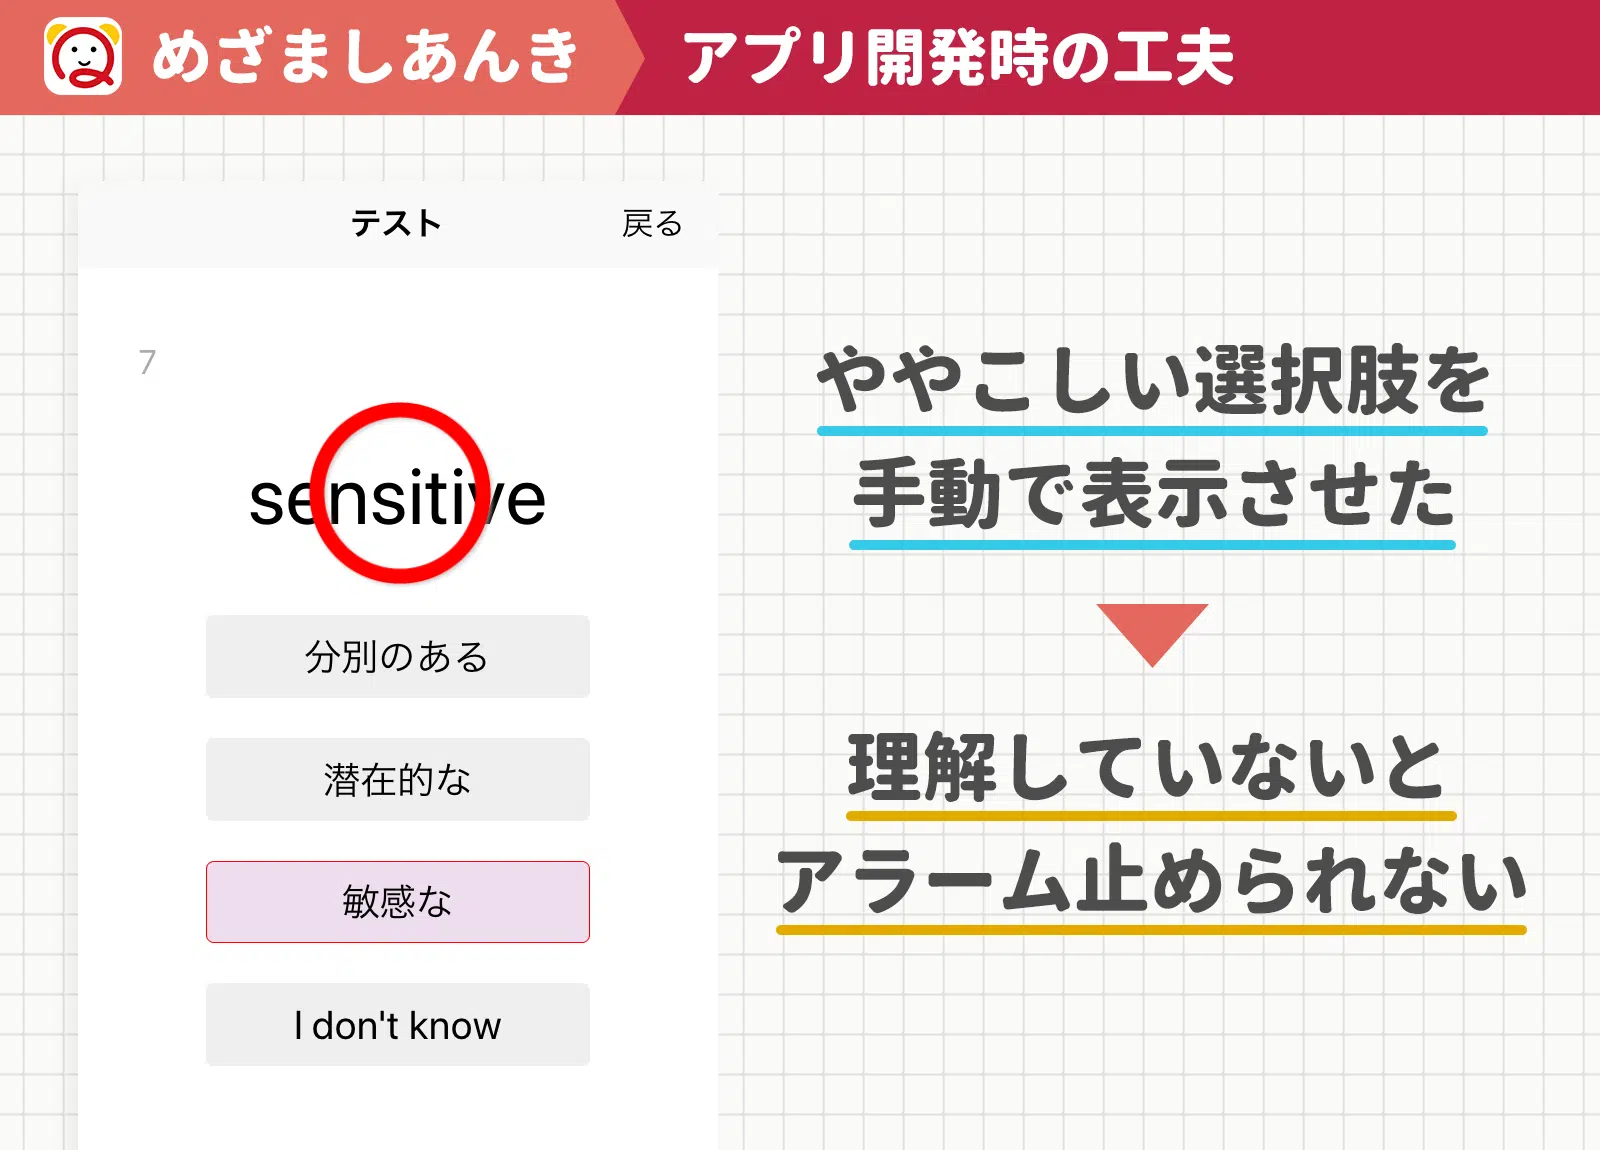 めざましあんき
アプリ開発時の工夫
テスト
戻る
7
sensitive
分別のある
潜在的な
敏感な
I don't know
ややこしい選択肢を
手動で表示させた
理解していないと
アラーム止められない